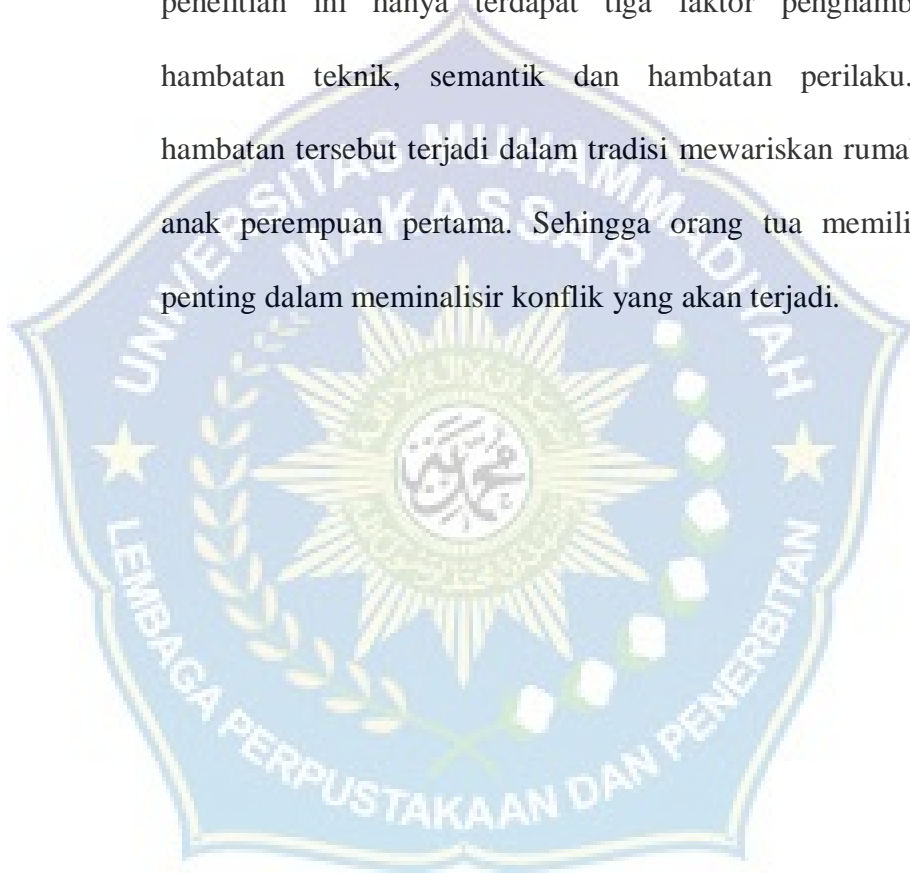 penelitian ini hanya terdapat tiga faktor penghamb
hambatan teknik, semantik dan hambatan perilaku.
hambatan tersebut terjadi dalam tradisi mewariskan ruma
anak perempuan pertama. Sehingga orang tua memili
penting dalam meminalisir konflik yang akan terjadi.
UNIVERSITAS MUHAMMADIYAH
MAKASSAR
LEMBAGA PERPUSTAKAAN DAN PENERBITAN